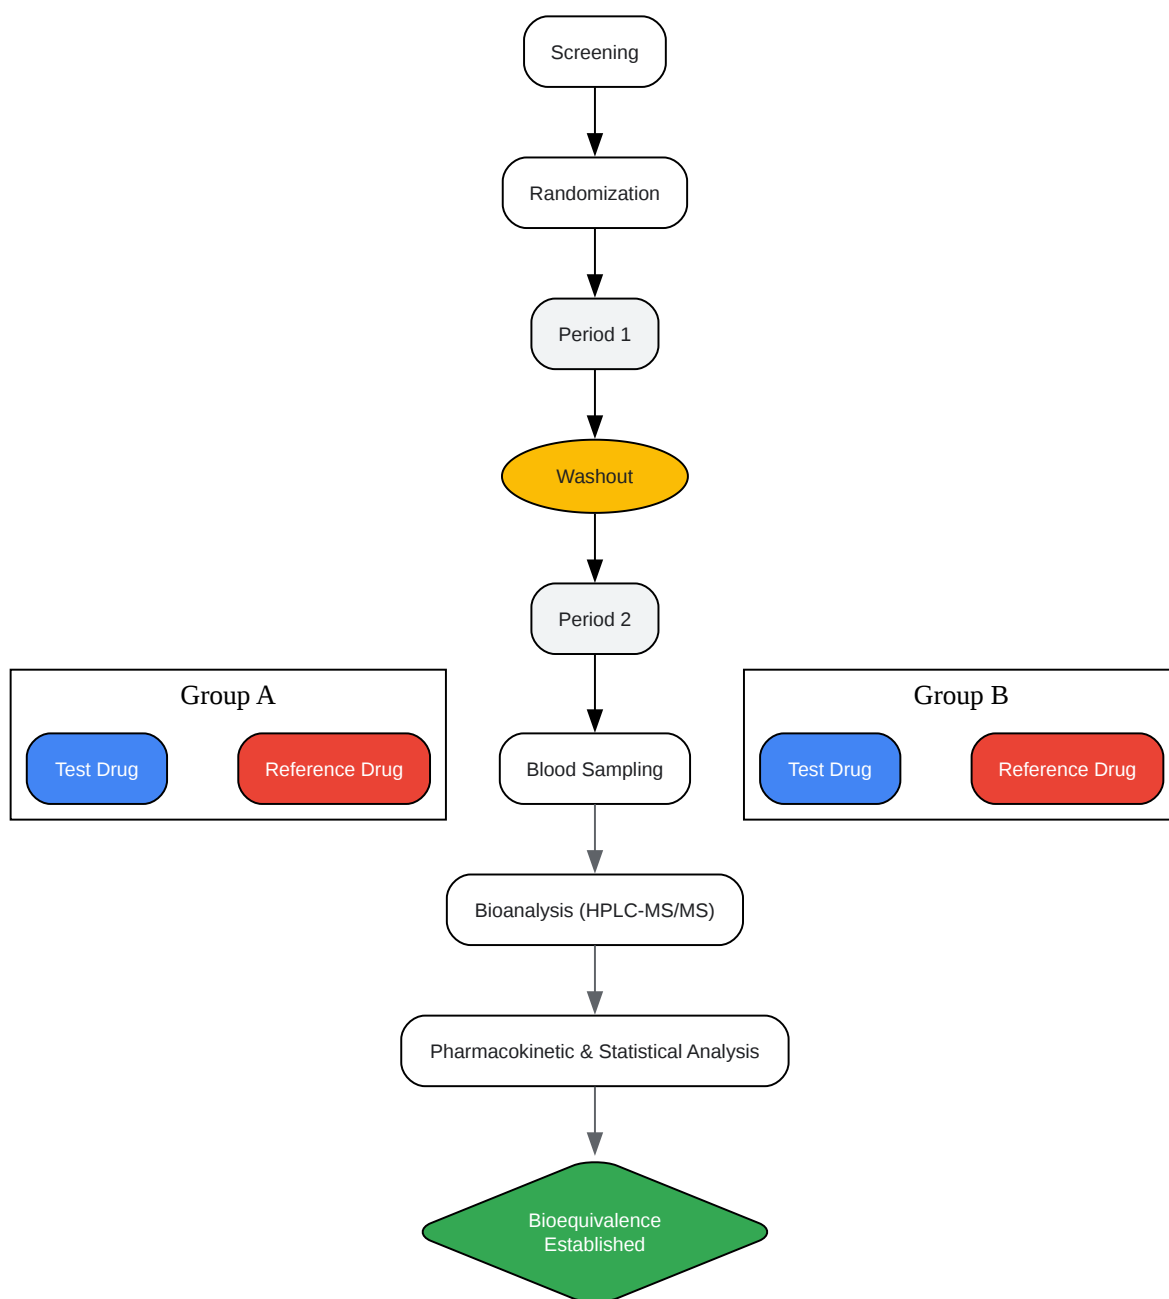 Screening
Randomization
Period 1
Washout
Period 2
Group A
Test Drug
Reference Drug
Blood Sampling
Group B
Test Drug
Reference Drug
Bioanalysis (HPLC-MS/MS)
Pharmacokinetic & Statistical Analysis
Bioequivalence
Established